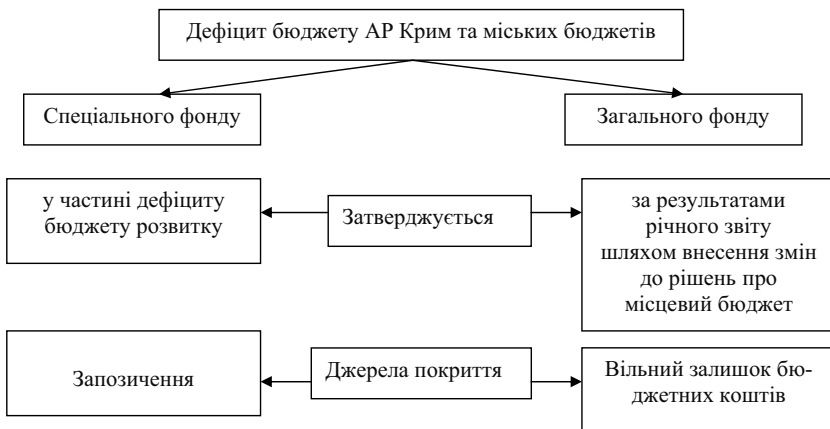 Дефіцит бюджету АР Крим та міських бюджетів
Спеціального фонду
Загального фонду
у частині дефіциту
бюджету розвитку
Затверджується
за результатами
річного звіту
шляхом внесення змін
до рішень про
місцевий бюджет
Запозичення
Джерела покриття
Вільний залишок бю-
джетних коштів